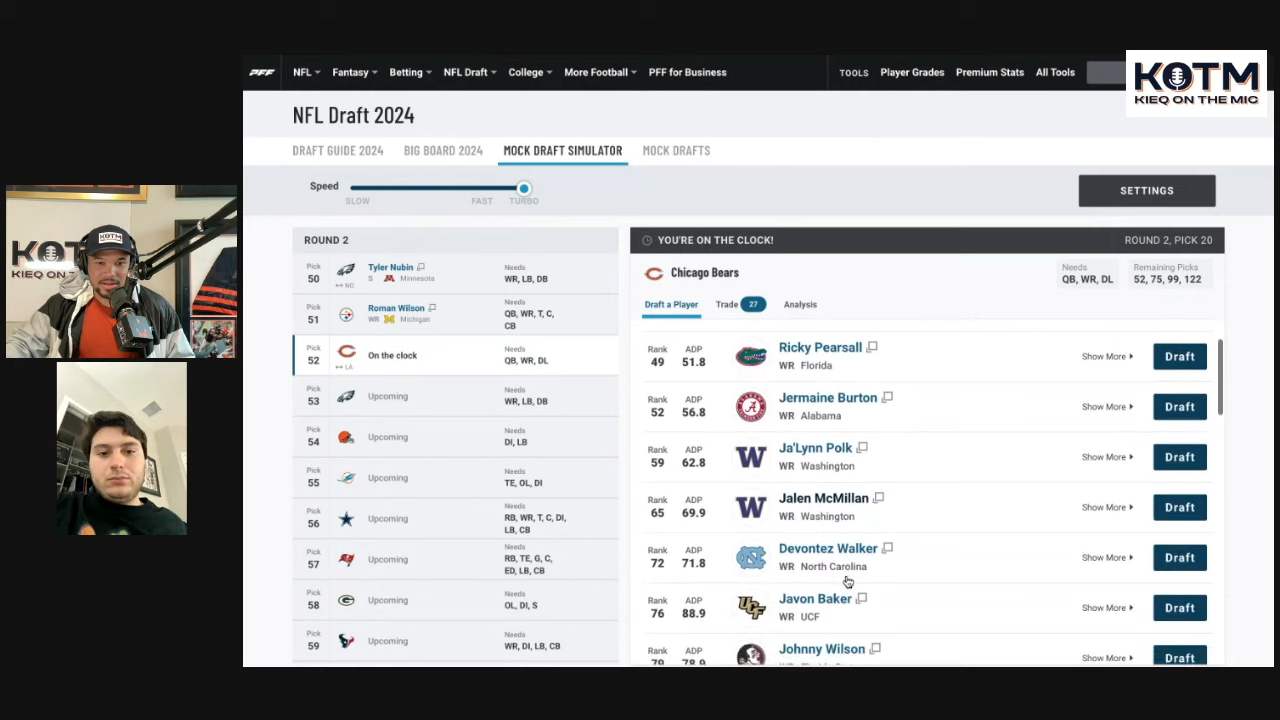 PFF
NFL
Fantasy
Betting
NFL Draft
College
More Football
PFF for Business
TOOLS
Player Grades
Premium Stats
All Tools
KOTM
KIEQ ON THE MIC
NFL Draft 2024
DRAFT GUIDE 2024
BIG BOARD 2024
MOCK DRAFT SIMULATOR
MOCK DRAFTS
Speed
SLOW
FAST
TURBO
SETTINGS
ROUND 2
Pick
50
NO
Tyler Nubin
S Minnesota
Needs
WR, LB, DB
Pick
51
Roman Wilson
WR Michigan
Needs
QB, WR, T, C,
CB
Pick
52
LA
On the clock
Needs
QB, WR, DL
Pick
53
Upcoming
Needs
WR, LB, DB
Pick
54
Upcoming
Needs
DI, LB
Pick
55
Upcoming
Needs
TE, OL, DI
Pick
56
Upcoming
Needs
RB, WR, T, C, DI,
LB, CB
Pick
57
Upcoming
Needs
RB, TE, G, C,
ED, LB, CB
Pick
58
Upcoming
Needs
OL, DI, S
Pick
59
Upcoming
Needs
WR, DI, LB, CB
YOU'RE ON THE CLOCK!
ROUND 2, PICK 20
Chicago Bears
Needs
QB, WR, DL
Remaining Picks
52, 75, 99, 122
Draft a Player
Trade 27
Analysis
Rank
49
ADP
51.8
Ricky Pearsall
WR Florida
Show More
Draft
Rank
52
ADP
56.8
Jermaine Burton
WR Alabama
Show More
Draft
Rank
59
ADP
62.8
W
Ja'Lynn Polk
WR Washington
Show More
Draft
Rank
65
ADP
69.9
W
Jalen McMillan
WR Washington
Show More
Draft
Rank
72
ADP
71.8
Devontez Walker
WR North Carolina
Show More
Draft
Rank
76
ADP
88.9
UCF
Javon Baker
WR UCF
Show More
Draft
Rank
79
ADP
78.9
Johnny Wilson
Show More
Draft
KOTM
KIEQ ON T
KOTM